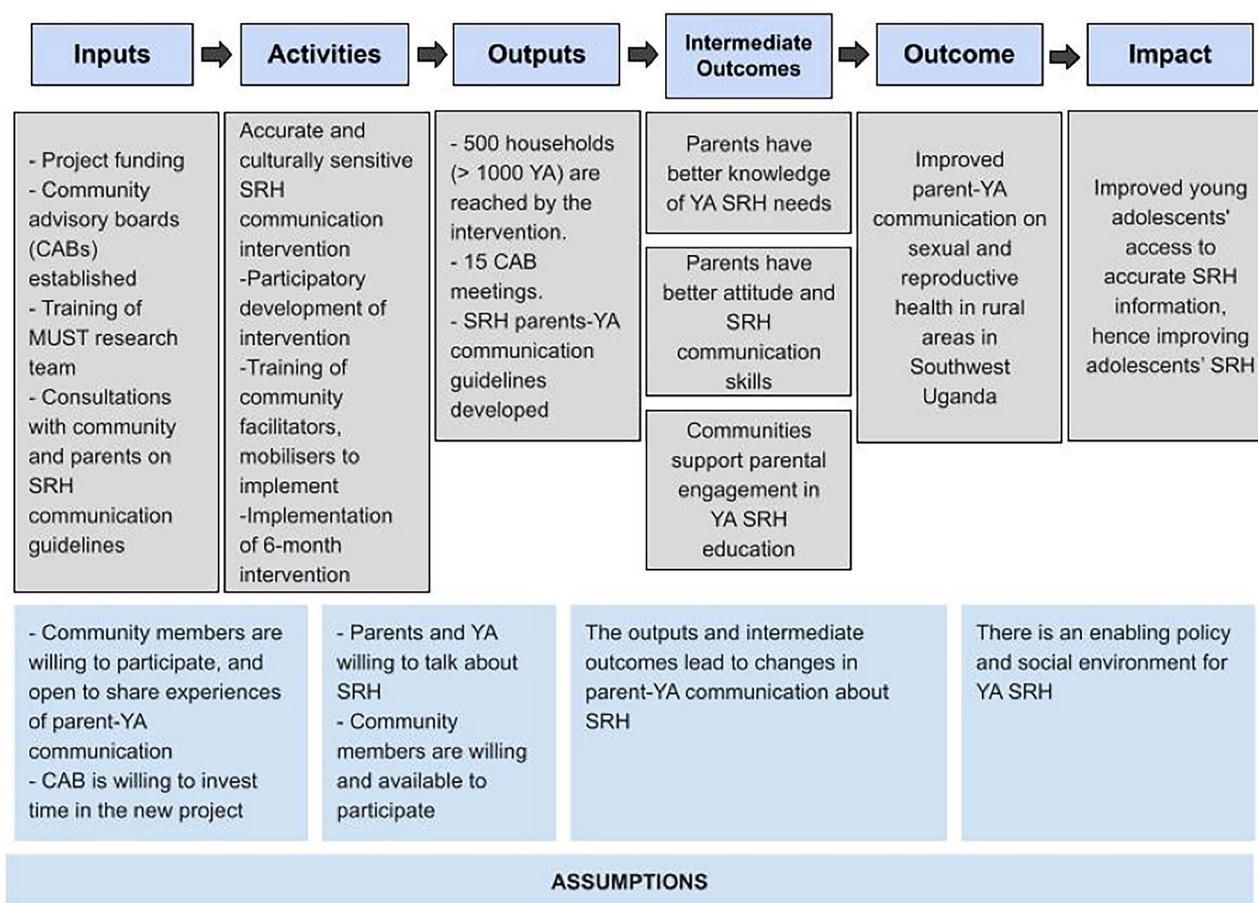 Inputs
Activities
Outputs
Intermediate
Outcomes
Outcome
Impact
- Project funding
- Community
advisory boards
(CABs)
established
- Training of
MUST research
team
- Consultations
with community
and parents on
SRH
communication
guidelines
Accurate and
culturally sensitive
SRH
communication
intervention
-Participatory
development of
intervention
-Training of
community
facilitators,
mobilisers to
implement
-Implementation
of 6-month
intervention
- 500 households
(> 1000 YA) are
reached by the
intervention.
- 15 CAB
meetings.
- SRH parents-YA
communication
guidelines
developed
Parents have
better knowledge
of YA SRH needs
Parents have
better attitude and
SRH
communication
skills
Communities
support parental
engagement in
YA SRH
education
Improved
parent-YA
communication on
sexual and
reproductive
health in rural
areas in
Southwest
Uganda
Improved young
adolescents'
access to
accurate SRH
information,
hence improving
adolescents’ SRH
- Community members are
willing to participate, and
open to share experiences
of parent-YA
communication
- CAB is willing to invest
time in the new project
- Parents and YA
willing to talk about
SRH
- Community
members are willing
and available to
participate
The outputs and intermediate
outcomes lead to changes in
parent-YA communication about
SRH
There is an enabling policy
and social environment for
YA SRH
ASSUMPTIONS